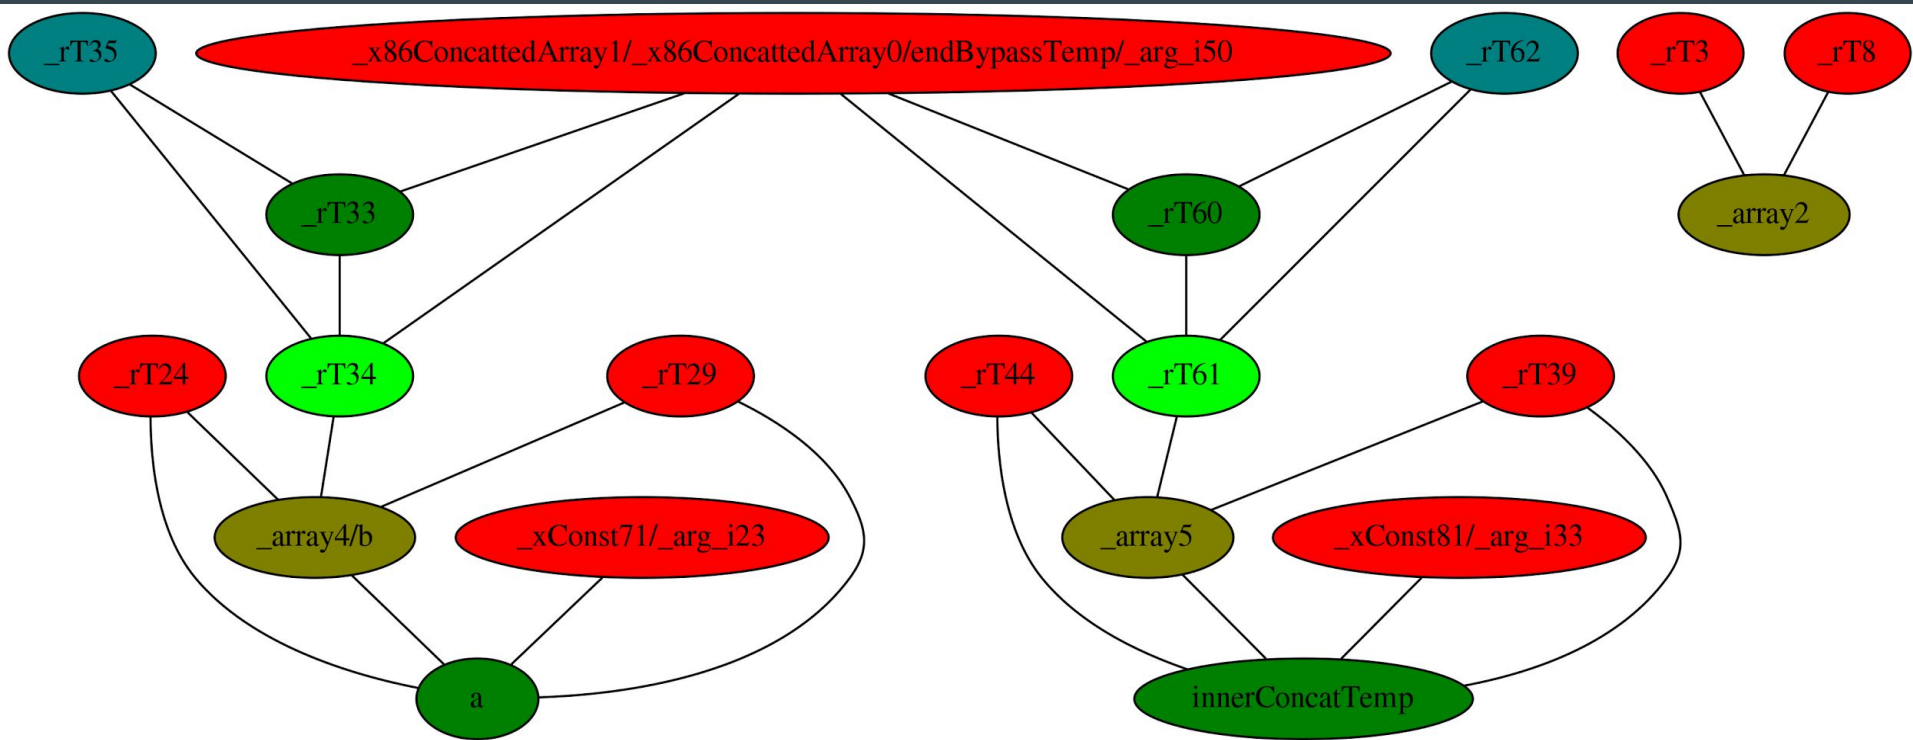 _rT35
_x86ConcattedArray1/_x86ConcattedArray0/endBypassTemp/_arg_i50
_rT62
_rT3
_rT8
_rT33
_rT60
_array2
_rT24
_rT34
_rT29
_rT44
_rT61
_rT39
_array4/b
_xConst71/_arg_i23
_array5
_xConst81/_arg_i33
a
innerConcatTemp